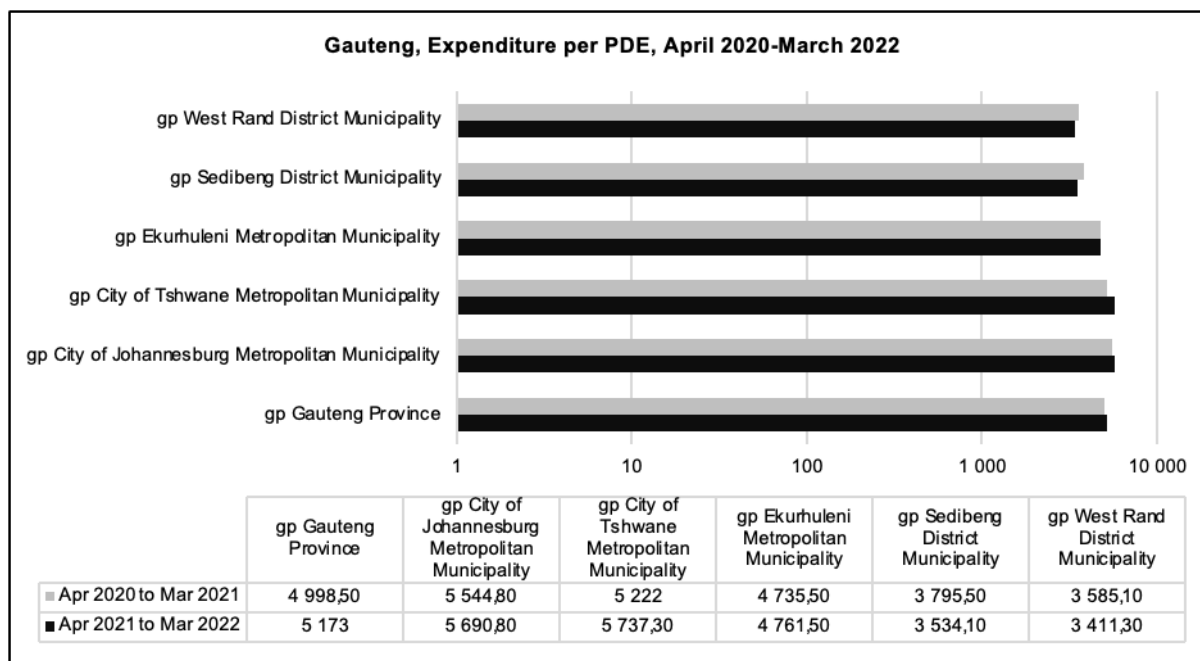 Gauteng, Expenditure per PDE, April 2020-March 2022
gp West Rand District Municipality
gp Sedibeng District Municipality
gp Ekurhuleni Metropolitan Municipality
gp City of Tshwane Metropolitan Municipality
gp City of Johannesburg Metropolitan Municipality
gp Gauteng Province
1 10 100 1 000 10 000
gp Gauteng Province gp City of Johannesburg Metropolitan Municipality gp City of Tshwane Metropolitan Municipality gp Ekurhuleni Metropolitan Municipality gp Sedibeng District Municipality gp West Rand District Municipality
Apr 2020 to Mar 2021 4 998,50 5 544,80 5 222 4 735,50 3 795,50 3 585,10
Apr 2021 to Mar 2022 5 173 5 690,80 5 737,30 4 761,50 3 534,10 3 411,30